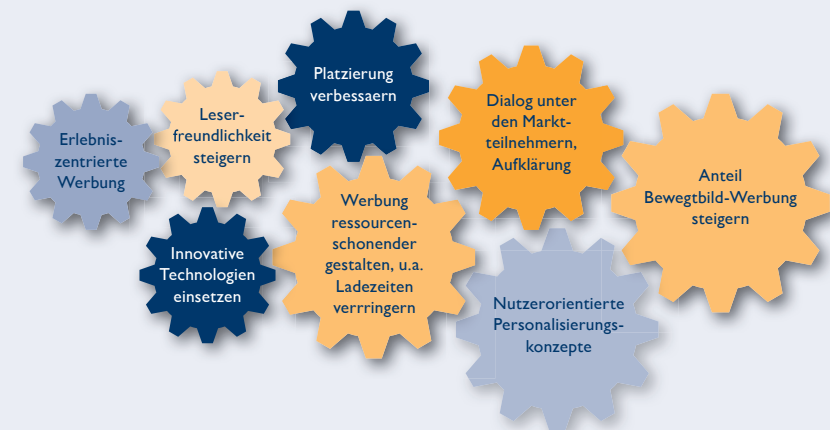 Erlebnis-
zentrierte
Werbung
Leser-
freundlichkeit
steigern
Platzierung
verbessaern
Innovative
Technologien
einsetzen
Werbung
ressourcen-
schonender
gestalten, u.a.
Ladezeiten
verrringern
Dialog unter
den Markt-
teilnehmern,
Aufklärung
Nutzerorientierte
Personalisierungs-
konzepte
Anteil
Bewegtbild-Werbung
steigern